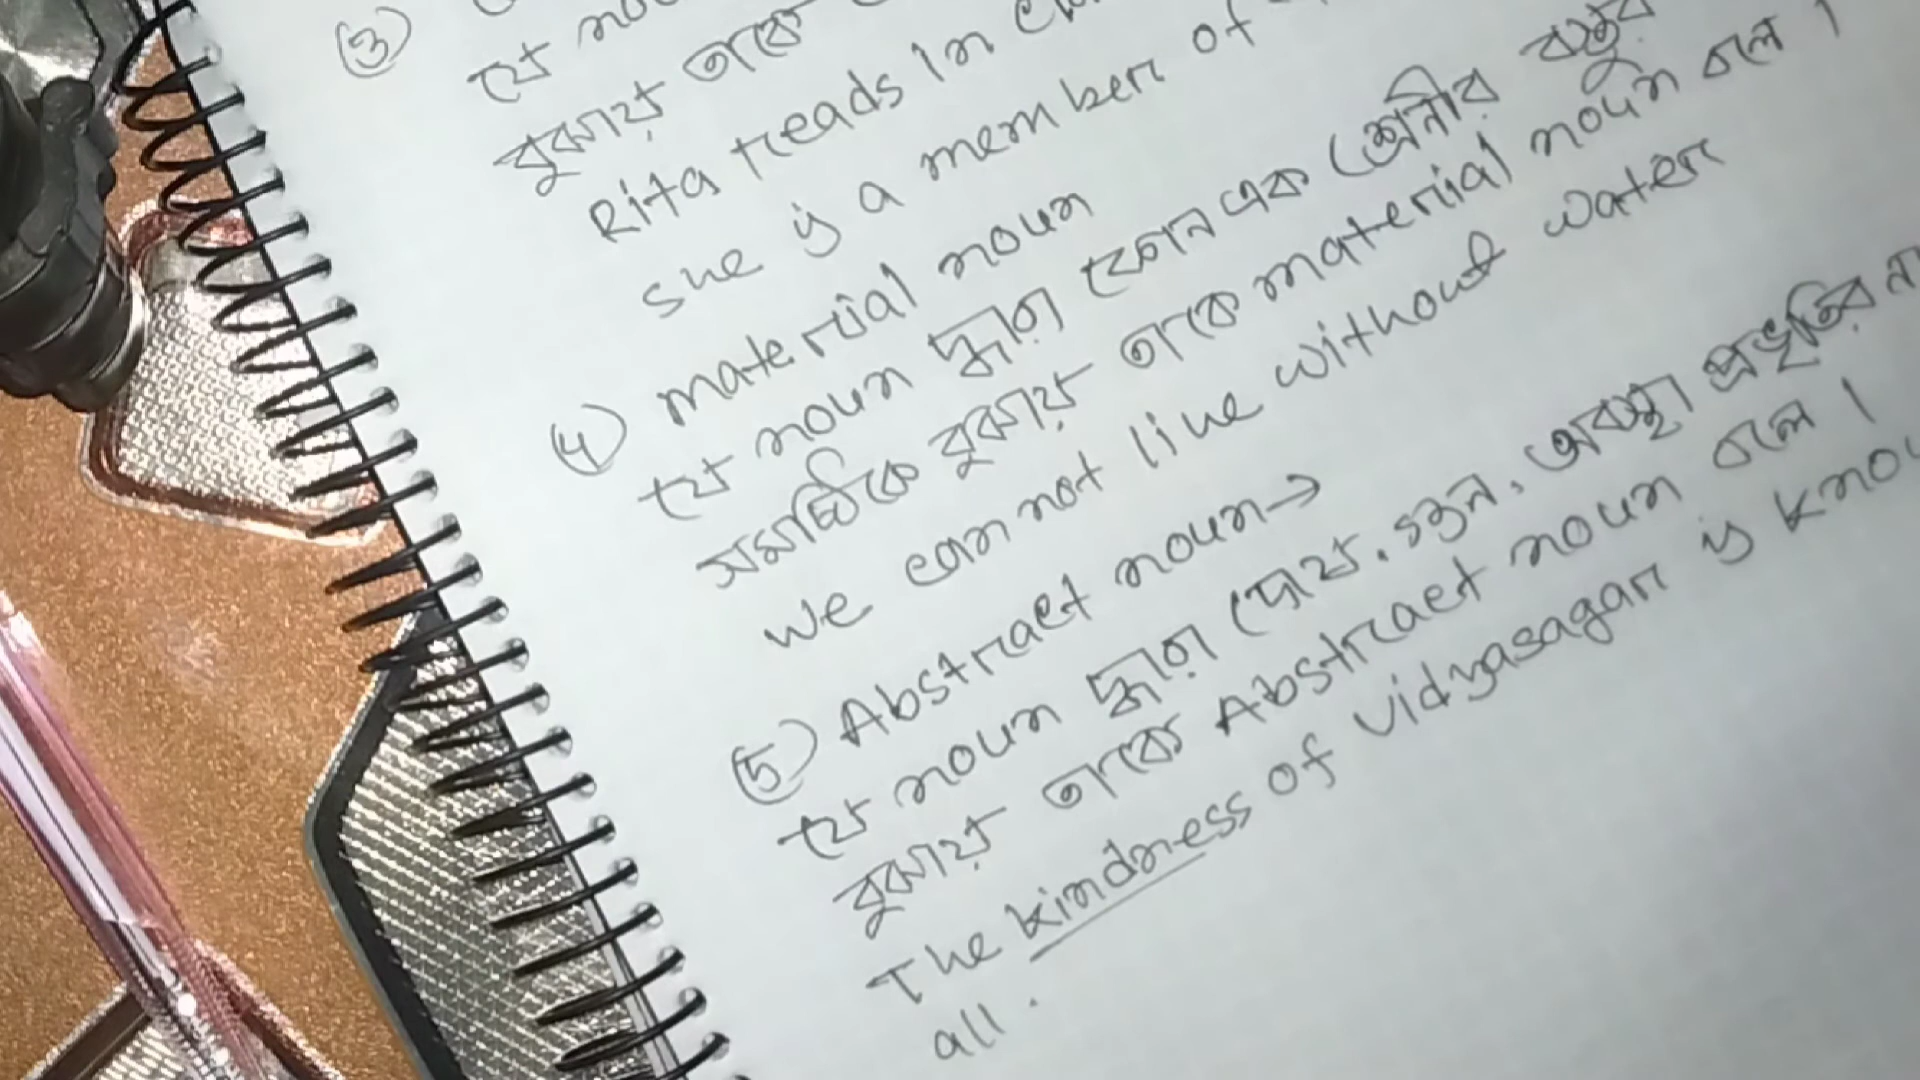 ③
যে
বুঝায় তাকে
Rita reads in
She is a member of
④ material noun
যে noun দ্বারা কোন এক শ্রেনীর বস্তুর
সমষ্টিকে বুঝায় তাকে material noun বলে ।
We can not live without water
⑤ Abstract noun→
যে noun দ্বারা দোষ, গুন, অবস্থা প্রভৃতির
বুঝায় তাকে Abstract noun বলে ।
The kindness of vidyasagar is
all.